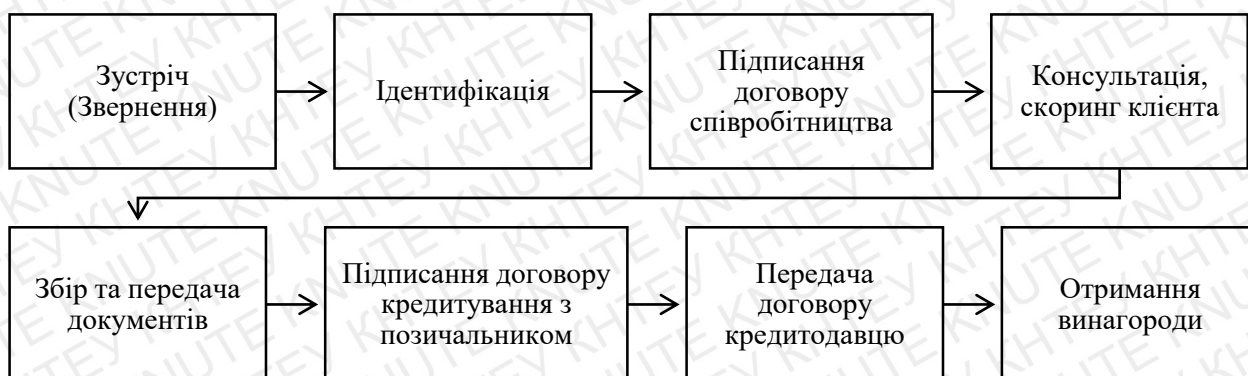 Зустріч
(Звернення)
Ідентифікація
Підписання
договору
співробітництва
Консультація,
скоринг клієнта
Збір та передача
документів
Підписання договору
кредитування з
позичальником
Передача
договору
кредитодавцю
Отримання
винагороди